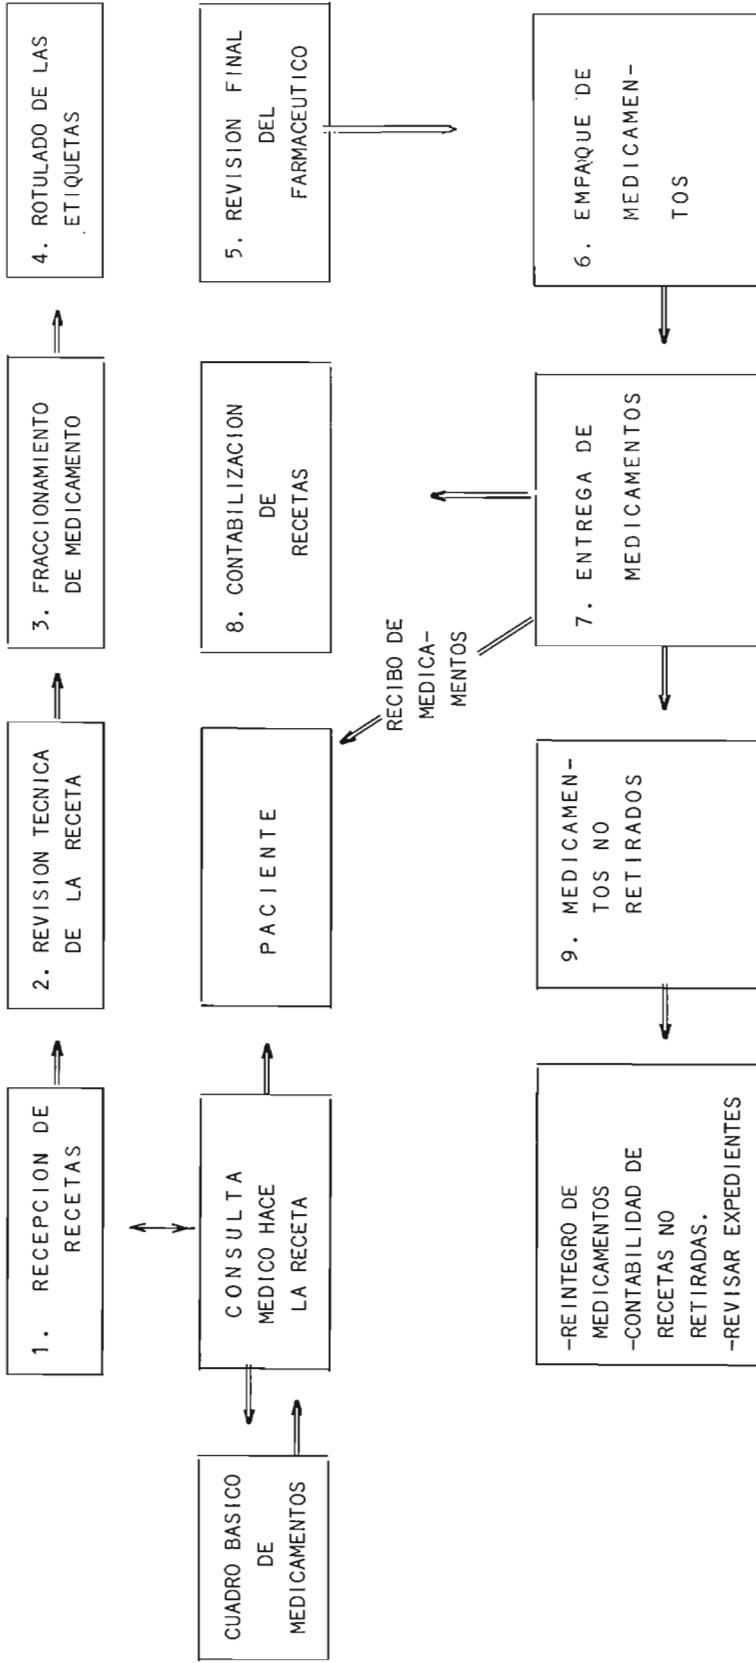 1. RECEPCION DE
RECETAS
2. REVISION TECNICA
DE LA RECETA
3. FRACCIONAMIENTO
DE MEDICAMENTO
4. ROTULADO DE LAS
ETIQUETAS
CUADRO BASICO
DE
MEDICAMENTOS
CONSULTA
MEDICO HACE
LA RECETA
PACIENTE
8. CONTABILIZACION
DE
RECETAS
5. REVISION FINAL
DEL
FARMACEUTICO
RECIBO DE
MEDICA-
MENTOS
-REINTEGRO DE
MEDICAMENTOS
-CONTABILIDAD DE
RECETAS NO
RETIRADAS.
-REVISAR EXPEDIENTES
9. MEDICAMEN-
TOS NO
RETIRADOS
7. ENTREGA DE
MEDICAMENTOS
6. EMPAQUE DE
MEDICAMEN-
TOS